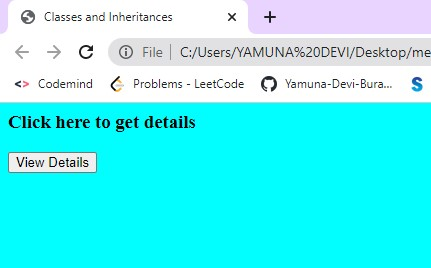 Classes and Inheritances
File | C:/Users/YAMUNA%20DEVI/Desktop/me
<> Codemind Problems - LeetCode Yamuna-Devi-Bura... S
Click here to get details
View Details